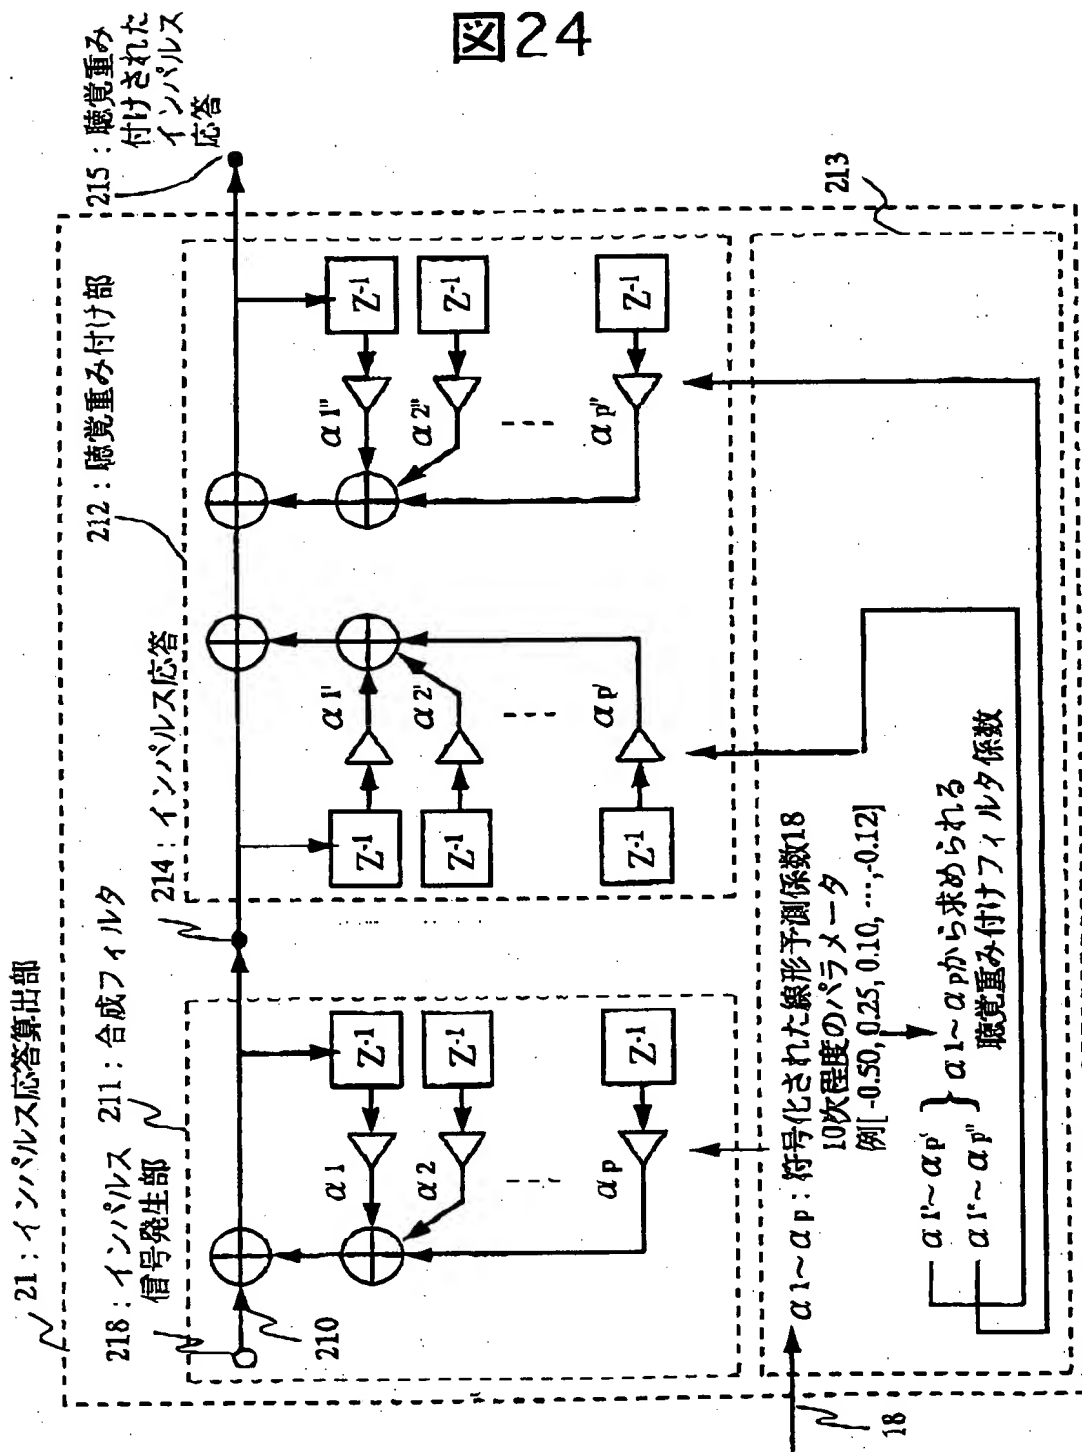 図24
21：インパルス応答算出部
218：インパルス
信号発生部
211：合成フィルタ
214：インパルス応答
212：聴覚重み付け部
215：聴覚重み
付けされた
インパルス
応答
210
Z-1
Z-1
Z-1
α1
α2
αp
Z-1
Z-1
Z-1
α1'
α2'
αp'
Z-1
Z-1
Z-1
α1"
α2"
αp"
213
18
α1~αp：符号化された線形予測係数18
10次程度のパラメータ
例[-0.50, 0.25, 0.10, …,-0.12]
α1'~αp'
α1"~αp"
α1~αpから求められる
聴覚重み付けフィルタ係数